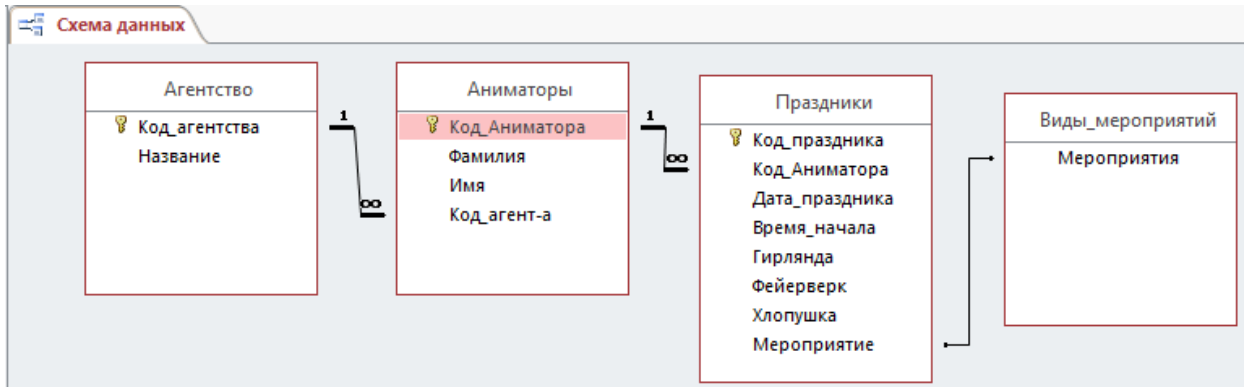 Схема данных
Агентство
Код_агентства
Название
1
∞
Аниматоры
Код_Аниматора
Фамилия
Имя
Код_агент-а
1
∞
Праздники
Код_праздника
Код_Аниматора
Дата_праздника
Время_начала
Гирлянда
Фейерверк
Хлопушка
Мероприятие
Виды_мероприятий
Мероприятия